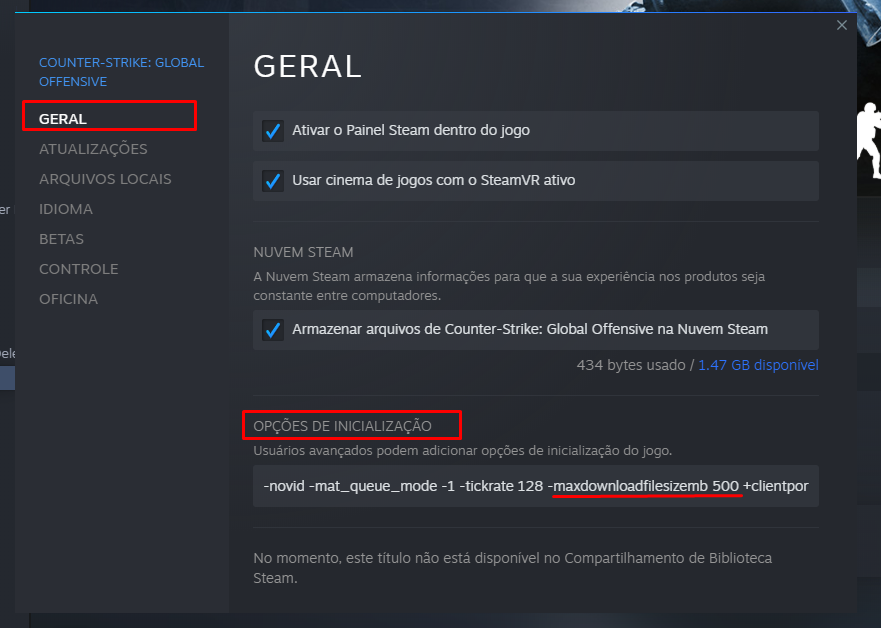 COUNTER-STRIKE: GLOBAL
OFFENSIVE
GERAL
ATUALIZAÇÕES
ARQUIVOS LOCAIS
IDIOMA
BETAS
CONTROLE
OFICINA
GERAL
Ativar o Painel Steam dentro do jogo
Usar cinema de jogos com o SteamVR ativo
NUVEM STEAM
A Nuvem Steam armazena informações para que a sua experiência nos produtos seja
constante entre computadores.
Armazenar arquivos de Counter-Strike: Global Offensive na Nuvem Steam
434 bytes usado / 1.47 GB disponível
OPÇÕES DE INICIALIZAÇÃO
Usuários avançados podem adicionar opções de inicialização do jogo.
-novid -mat_queue_mode -1 -tickrate 128 -maxdownloadfilesizemb 500 +clientpor
No momento, este título não está disponível no Compartilhamento de Biblioteca
Steam.